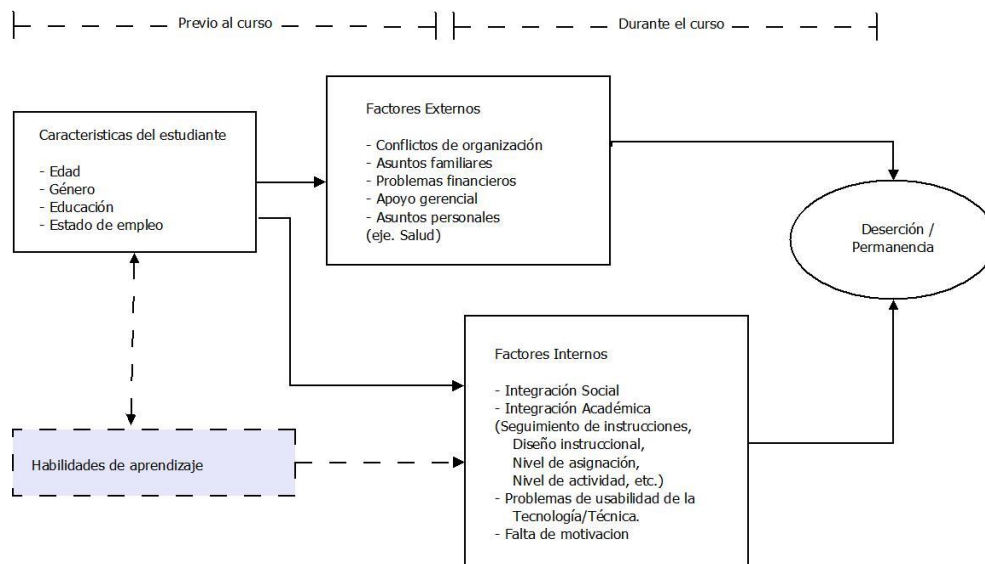 Previo al curso
Durante el curso
Caracteristicas del estudiante
- Edad
- Género
- Educación
- Estado de empleo
Factores Externos
- Conflictos de organización
- Asuntos familiares
- Problemas financieros
- Apoyo gerencial
- Asuntos personales
(eje. Salud)
Deserción /
Permanencia
Habilidades de aprendizaje
Factores Internos
- Integración Social
- Integración Académica
(Seguimiento de instrucciones,
Diseño instruccional,
Nivel de asignación,
Nivel de actividad, etc.)
- Problemas de usabilidad de la
Tecnología/Técnica.
- Falta de motivacion